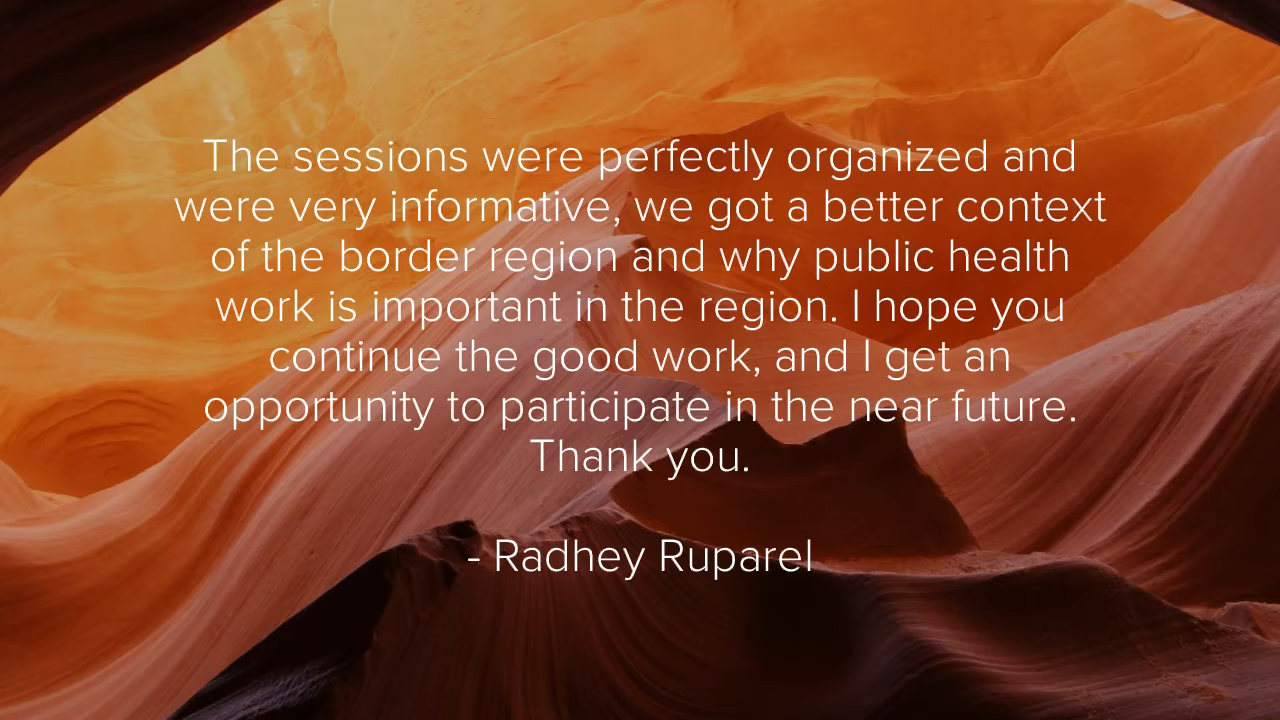 The sessions were perfectly organized and
were very informative, we got a better context
of the border region and why public health
work is important in the region. I hope you
continue the good work, and I get an
opportunity to participate in the near future.
Thank you.
- Radhey Ruparel